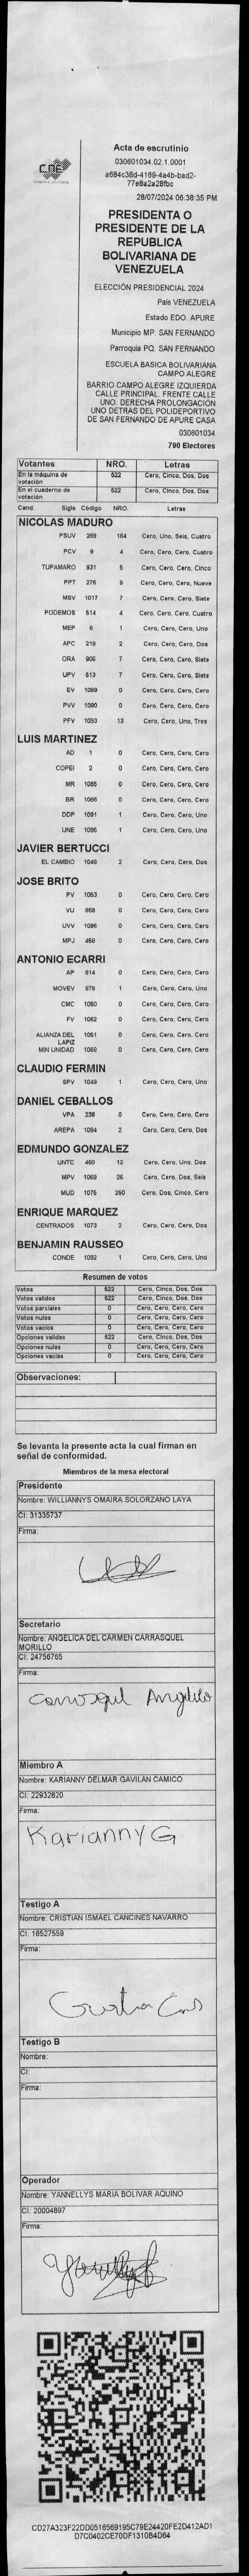 CNE
Acta de escrutinio
030601034.02.1.0001
a684c38d-4169-4a4b-bad2-
77e8a2a28fbc
28/07/2024 06:38:35 PM
PRESIDENTA O
PRESIDENTE DE LA
REPUBLICA
BOLIVARIANA DE
VENEZUELA
ELECCIÓN PRESIDENCIAL 2024
País VENEZUELA
Estado EDO. APURE
Municipio MP. SAN FERNANDO
Parroquia PQ. SAN FERNANDO
ESCUELA BASICA BOLIVARIANA
CAMPO ALEGRE
BARRIO CAMPO ALEGRE IZQUIERDA
CALLE PRINCIPAL. FRENTE CALLE
UNO. DERECHA PROLONGACIÓN
UNO DETRAS DEL POLIDEPORTIVO
DE SAN FERNANDO DE APURE CASA
030601034
790 Electores
Votantes NRO. Letras
En la máquina de votación 522 Cero, Cinco, Dos, Dos
En el cuaderno de votación 522 Cero, Cinco, Dos, Dos
Cand. Sigla Código NRO. Letras
NICOLAS MADURO
PSUV 269 164 Cero, Uno, Seis, Cuatro
PCV 9 4 Cero, Cero, Cero, Cuatro
TUPAMARO 931 5 Cero, Cero, Cero, Cinco
PPT 276 9 Cero, Cero, Cero, Nueve
MSV 1017 7 Cero, Cero, Cero, Siete
PODEMOS 514 4 Cero, Cero, Cero, Cuatro
MEP 6 1 Cero, Cero, Cero, Uno
APC 219 2 Cero, Cero, Cero, Dos
ORA 906 7 Cero, Cero, Cero, Siete
UPV 513 7 Cero, Cero, Cero, Siete
EV 1089 0 Cero, Cero, Cero, Cero
PVV 1090 0 Cero, Cero, Cero, Cero
PFV 1093 13 Cero, Cero, Uno, Tres
LUIS MARTINEZ
AD 1 0 Cero, Cero, Cero, Cero
COPEI 2 0 Cero, Cero, Cero, Cero
MR 1065 0 Cero, Cero, Cero, Cero
BR 1086 0 Cero, Cero, Cero, Cero
DDP 1091 1 Cero, Cero, Cero, Uno
UNE 1095 1 Cero, Cero, Cero, Uno
JAVIER BERTUCCI
EL CAMBIO 1048 2 Cero, Cero, Cero, Dos
JOSE BRITO
PV 1053 0 Cero, Cero, Cero, Cero
VU 868 0 Cero, Cero, Cero, Cero
UVV 1096 0 Cero, Cero, Cero, Cero
MPJ 458 0 Cero, Cero, Cero, Cero
ANTONIO ECARRI
AP 814 0 Cero, Cero, Cero, Cero
MOVEV 979 1 Cero, Cero, Cero, Uno
CMC 1050 0 Cero, Cero, Cero, Cero
FV 1062 0 Cero, Cero, Cero, Cero
ALIANZA DEL LAPIZ 1051 0 Cero, Cero, Cero, Cero
MIN UNIDAD 1088 0 Cero, Cero, Cero, Cero
CLAUDIO FERMIN
SPV 1049 1 Cero, Cero, Cero, Uno
DANIEL CEBALLOS
VPA 236 0 Cero, Cero, Cero, Cero
AREPA 1094 2 Cero, Cero, Cero, Dos
EDMUNDO GONZALEZ
UNTC 460 12 Cero, Cero, Uno, Dos
MPV 1069 26 Cero, Cero, Dos, Seis
MUD 1075 250 Cero, Dos, Cinco, Cero
ENRIQUE MARQUEZ
CENTRADOS 1073 2 Cero, Cero, Cero, Dos
BENJAMIN RAUSSEO
CONDE 1092 1 Cero, Cero, Cero, Uno
Resumen de votos
Votos 522 Cero, Cinco, Dos, Dos
Votos validos 522 Cero, Cinco, Dos, Dos
Votos parciales 0 Cero, Cero, Cero, Cero
Votos nulos 0 Cero, Cero, Cero, Cero
Votos vacios 0 Cero, Cero, Cero, Cero
Opciones validas 522 Cero, Cinco, Dos, Dos
Opciones nulas 0 Cero, Cero, Cero, Cero
Opciones vacias 0 Cero, Cero, Cero, Cero
Observaciones:
Se levanta la presente acta la cual firman en
señal de conformidad.
Miembros de la mesa electoral
Presidente
Nombre: WILLIANNYS OMAIRA SOLORZANO LAYA
CI: 31335737
Firma:
Secretario
Nombre: ANGELICA DEL CARMEN CARRASQUEL
MORILLO
CI: 24756765
Firma:
Miembro A
Nombre: KARIANNY DELMAR GAVILAN CAMICO
CI: 22932820
Firma:
Karianny G
Testigo A
Nombre: CRISTIAN ISMAEL CANCINES NAVARRO
CI: 16527559
Firma:
Testigo B
Nombre:
CI:
Firma:
Operador
Nombre: YANNELLYS MARIA BOLIVAR AQUINO
CI: 20004897
Firma:
CD27A323F22DD0516569195C79E24420FE2D412AD1
D7C0402CE70DF1310B4D64